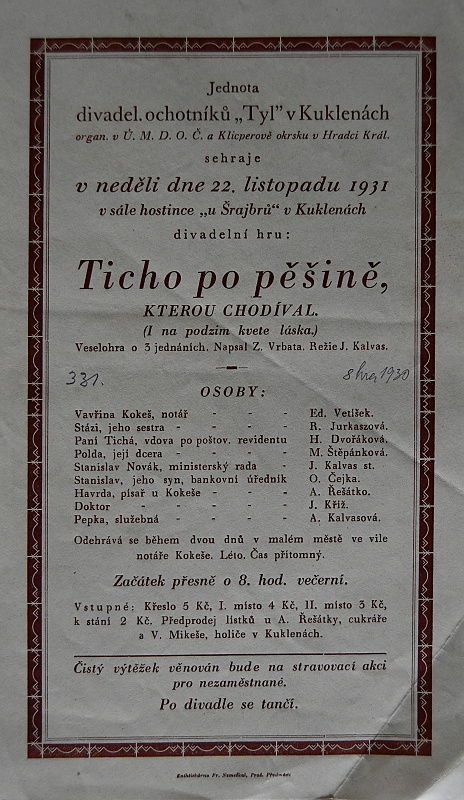 Jednota
divadel. ochotníků „Tyl" v Kuklenách
organ. v Ú. M. D. O. Č. a Klicperově okrsku v Hradci Král.
sehraje
v neděli dne 22. listopadu 1931
v sále hostince „u Šrajbrů" v Kuklenách
divadelní hru:
Ticho po pěšině,
KTEROU CHODÍVAL.
(I na podzim kvete láska.)
Veselohra o 3 jednáních. Napsal Z. Vrbata. Režie J. Kalvas.
331. 1930
OSOBY:
Vavřina Kokeš, notář - - - - Ed. Vetišek.
Stázi, jeho sestra - - - - - R. Jurkaszová.
Paní Tichá, vdova po poštov. revidentu H. Dvořáková.
Polda, její dcera - - - - - M. Štěpánková.
Stanislav Novák, ministerský rada - J. Kalvas st.
Stanislav, jeho syn, bankovní úředník O. Čejka.
Havrda, písař u Kokeše - - - A. Řešátko.
Doktor - - - - - - J. Kříž.
Pepka, služebná - - - - - A. Kalvasová.
Odehrává se během dvou dnů v malém městě ve vile
notáře Kokeše. Léto. Čas přítomný.
Začátek přesně o 8. hod. večerní.
Vstupné: Křeslo 5 Kč, I. místo 4 Kč, II. místo 3 Kč,
k stání 2 Kč. Předprodej lístků u A. Řešátky, cukráře
a V. Mikeše, holiče v Kuklenách.
Čistý výtěžek věnován bude na stravovací akci
pro nezaměstnané.
Po divadle se tančí.
Knihtiskárna Fr. Nemečka, Praž. Předměstí